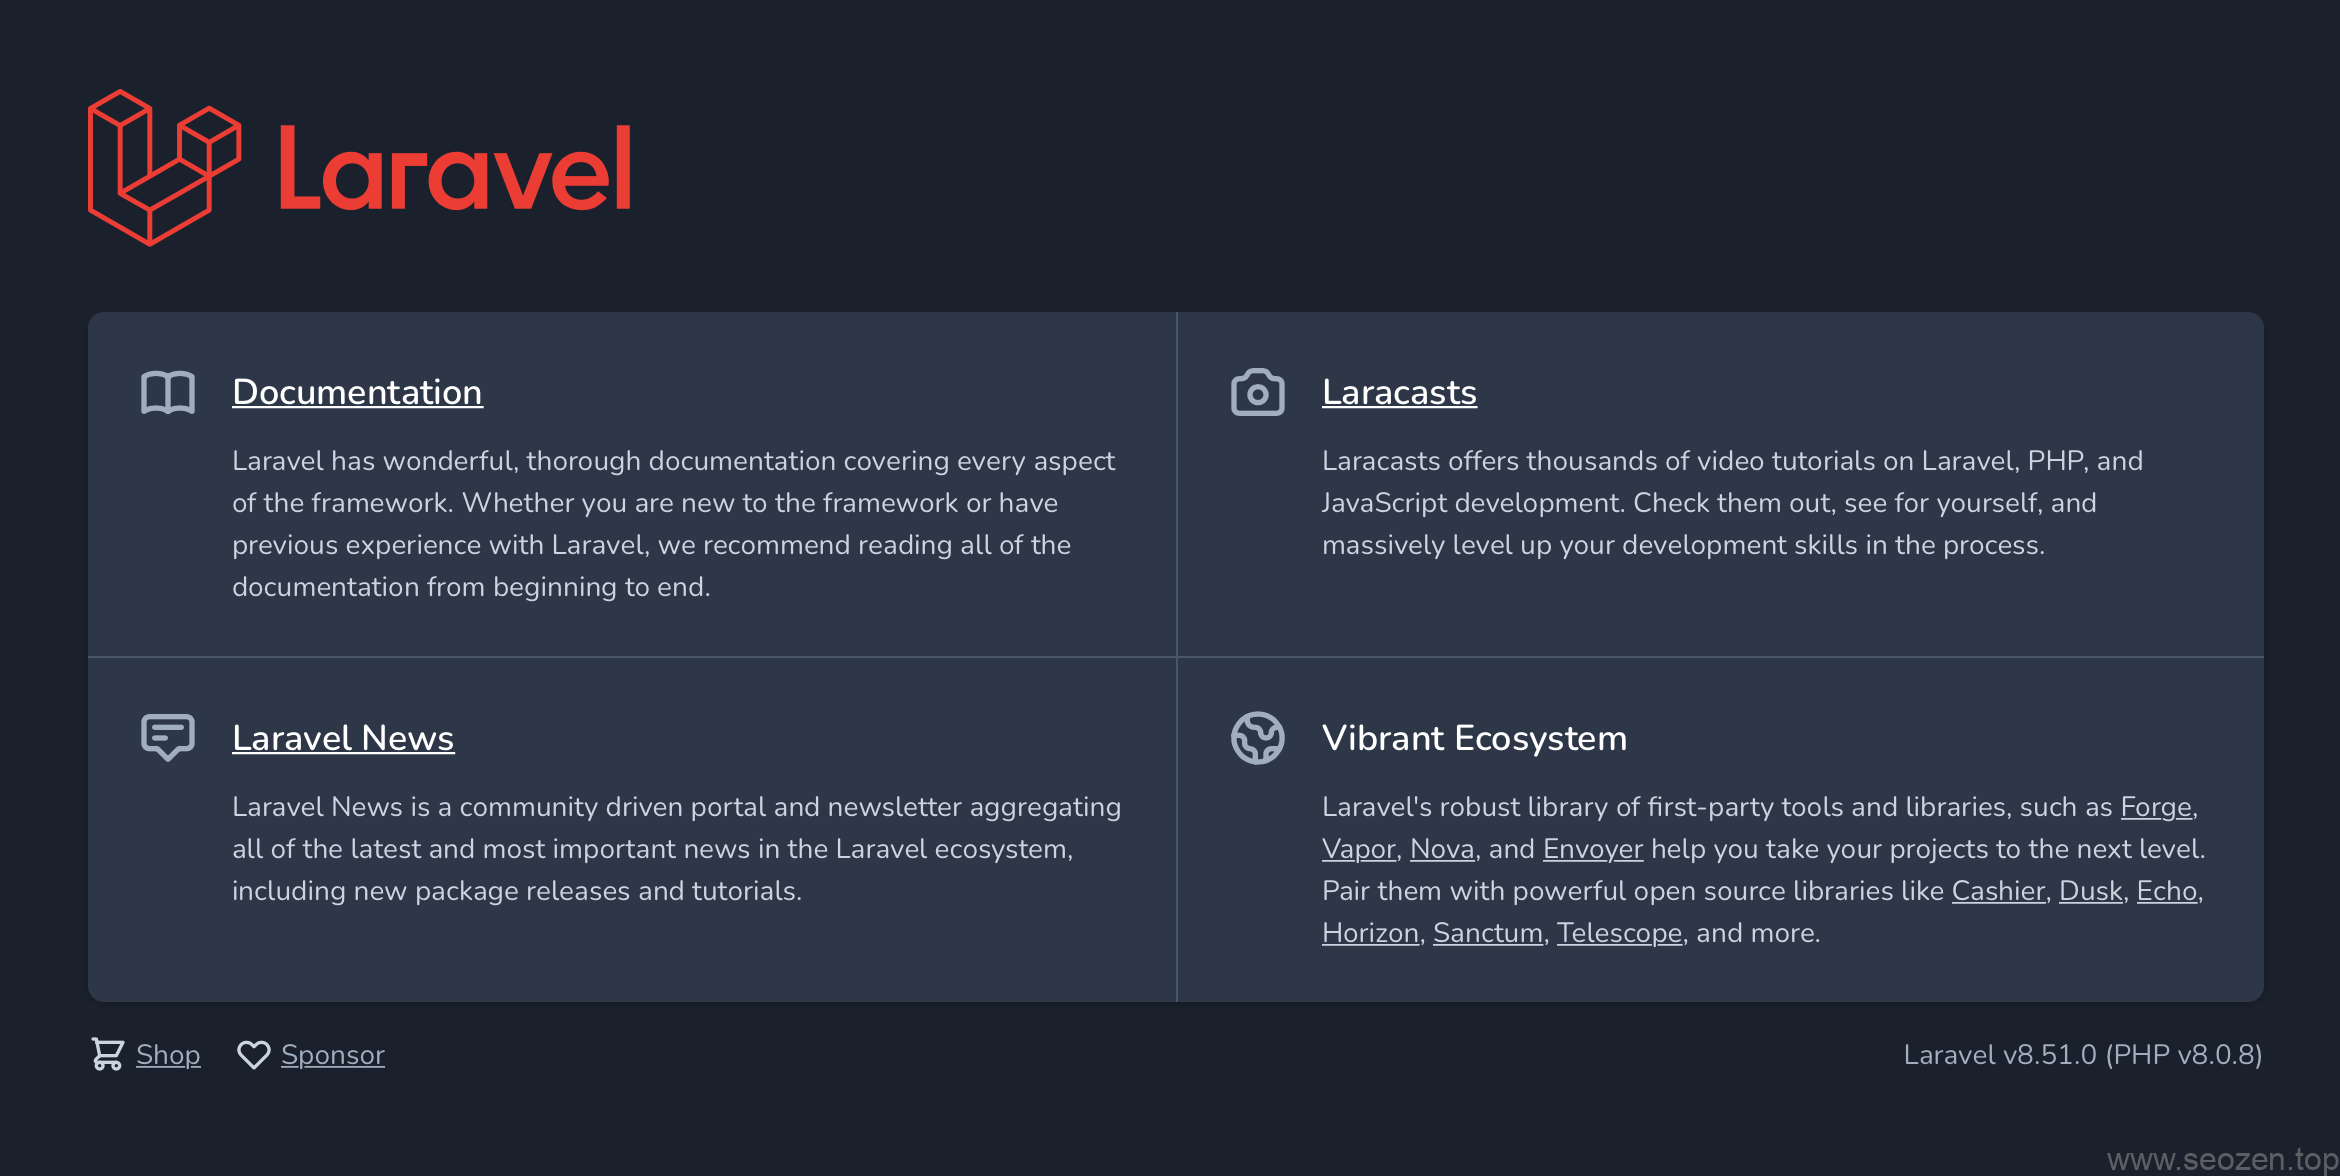 Laravel
Documentation
Laravel has wonderful, thorough documentation covering every aspect
of the framework. Whether you are new to the framework or have
previous experience with Laravel, we recommend reading all of the
documentation from beginning to end.
Laracasts
Laracasts offers thousands of video tutorials on Laravel, PHP, and
JavaScript development. Check them out, see for yourself, and
massively level up your development skills in the process.
Laravel News
Laravel News is a community driven portal and newsletter aggregating
all of the latest and most important news in the Laravel ecosystem,
including new package releases and tutorials.
Vibrant Ecosystem
Laravel's robust library of first-party tools and libraries, such as Forge,
Vapor, Nova, and Envoyer help you take your projects to the next level.
Pair them with powerful open source libraries like Cashier, Dusk, Echo,
Horizon, Sanctum, Telescope, and more.
Shop Sponsor
Laravel v8.51.0 (PHP v8.0.8)
www.seozen.top